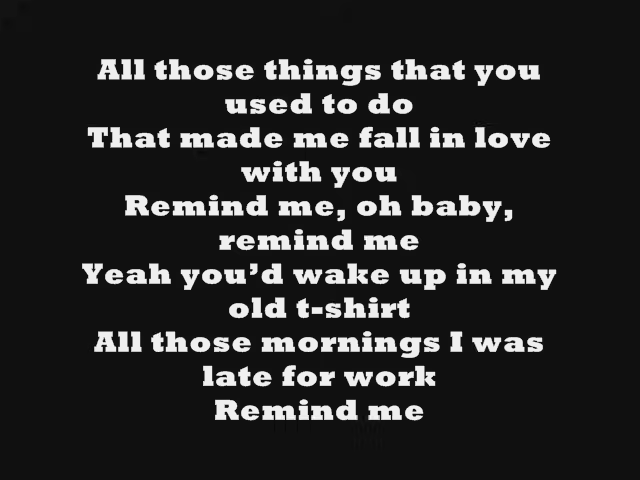 All those things that you
used to do
That made me fall in love
with you
Remind me, oh baby,
remind me
Yeah you’d wake up in my
old t-shirt
All those mornings I was
late for work
Remind me